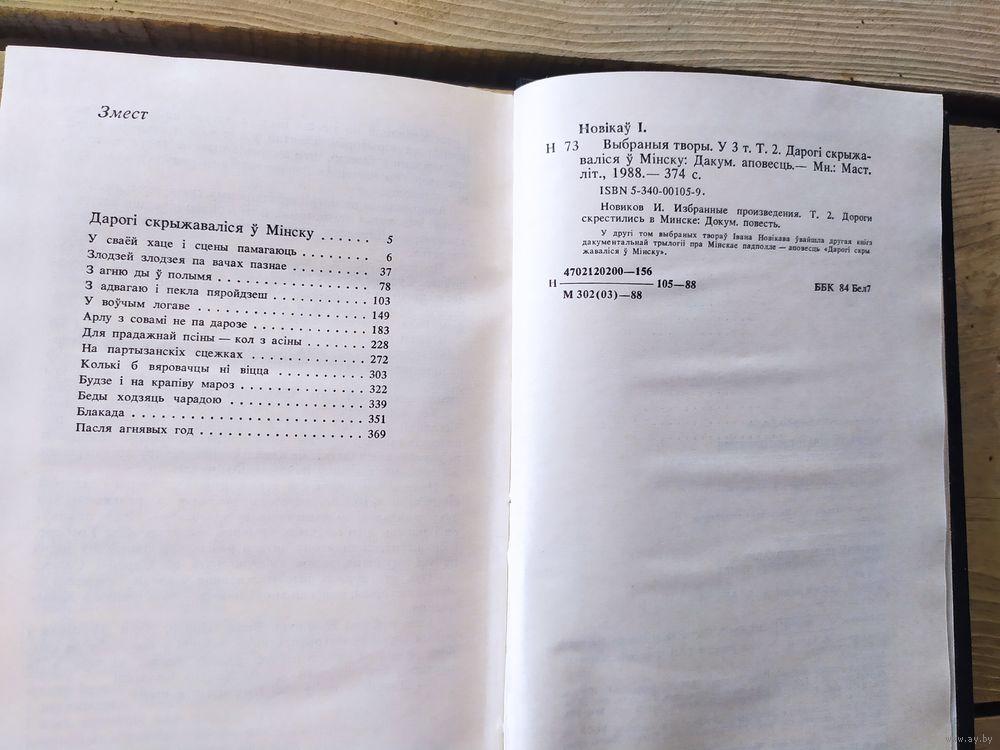 Змест
Дарогі скрыжаваліся ў Мінску . . . . . . 5
У сваёй хаце і сцены памагаюць . . . . . . . . 6
Злодзей злодзея па вачах пазнае . . . . . . . . 37
З агню ды ў полымя . . . . . . . . . . . . . 78
З адвагаю і пекла пяройдзеш . . . . . . . . . . 103
У воўчым логаве . . . . . . . . . . . . . . . 149
Арлу з совамі не па дарозе . . . . . . . . . . . 183
Для прадажнай псіны — кол з асіны . . . . . . . 228
На партызанскіх сцежках . . . . . . . . . . . . 272
Колькі б вяровачцы ні віцца . . . . . . . . . . 303
Будзе і на крапіву мароз . . . . . . . . . . . . 322
Беды ходзяць чарадою . . . . . . . . . . . . . 339
Блакада . . . . . . . . . . . . . . . . . . . 351
Пасля агнявых год . . . . . . . . . . . . . . 369
Новікаў І.
Н 73 Выбраныя творы. У 3 т. Т. 2. Дарогі скрыжа-
валіся ў Мінску: Дакум. аповесць.— Мн.: Маст.
літ., 1988.— 374 с.
ISBN 5-340-00105-9.
Новиков И. Избранные произведения. Т. 2. Дороги
скрестились в Минске: Докум. повесть.
У другі том выбраных твораў Івана Новікава ўвайшла другая кніга
дакументальнай трылогіі пра Мінскае падполле — аповесць «Дарогі скры
жаваліся ў Мінску».
4702120200—156
Н ——— 105—88
М 302(03)—88
ББК 84 Бел7
www.ay.by